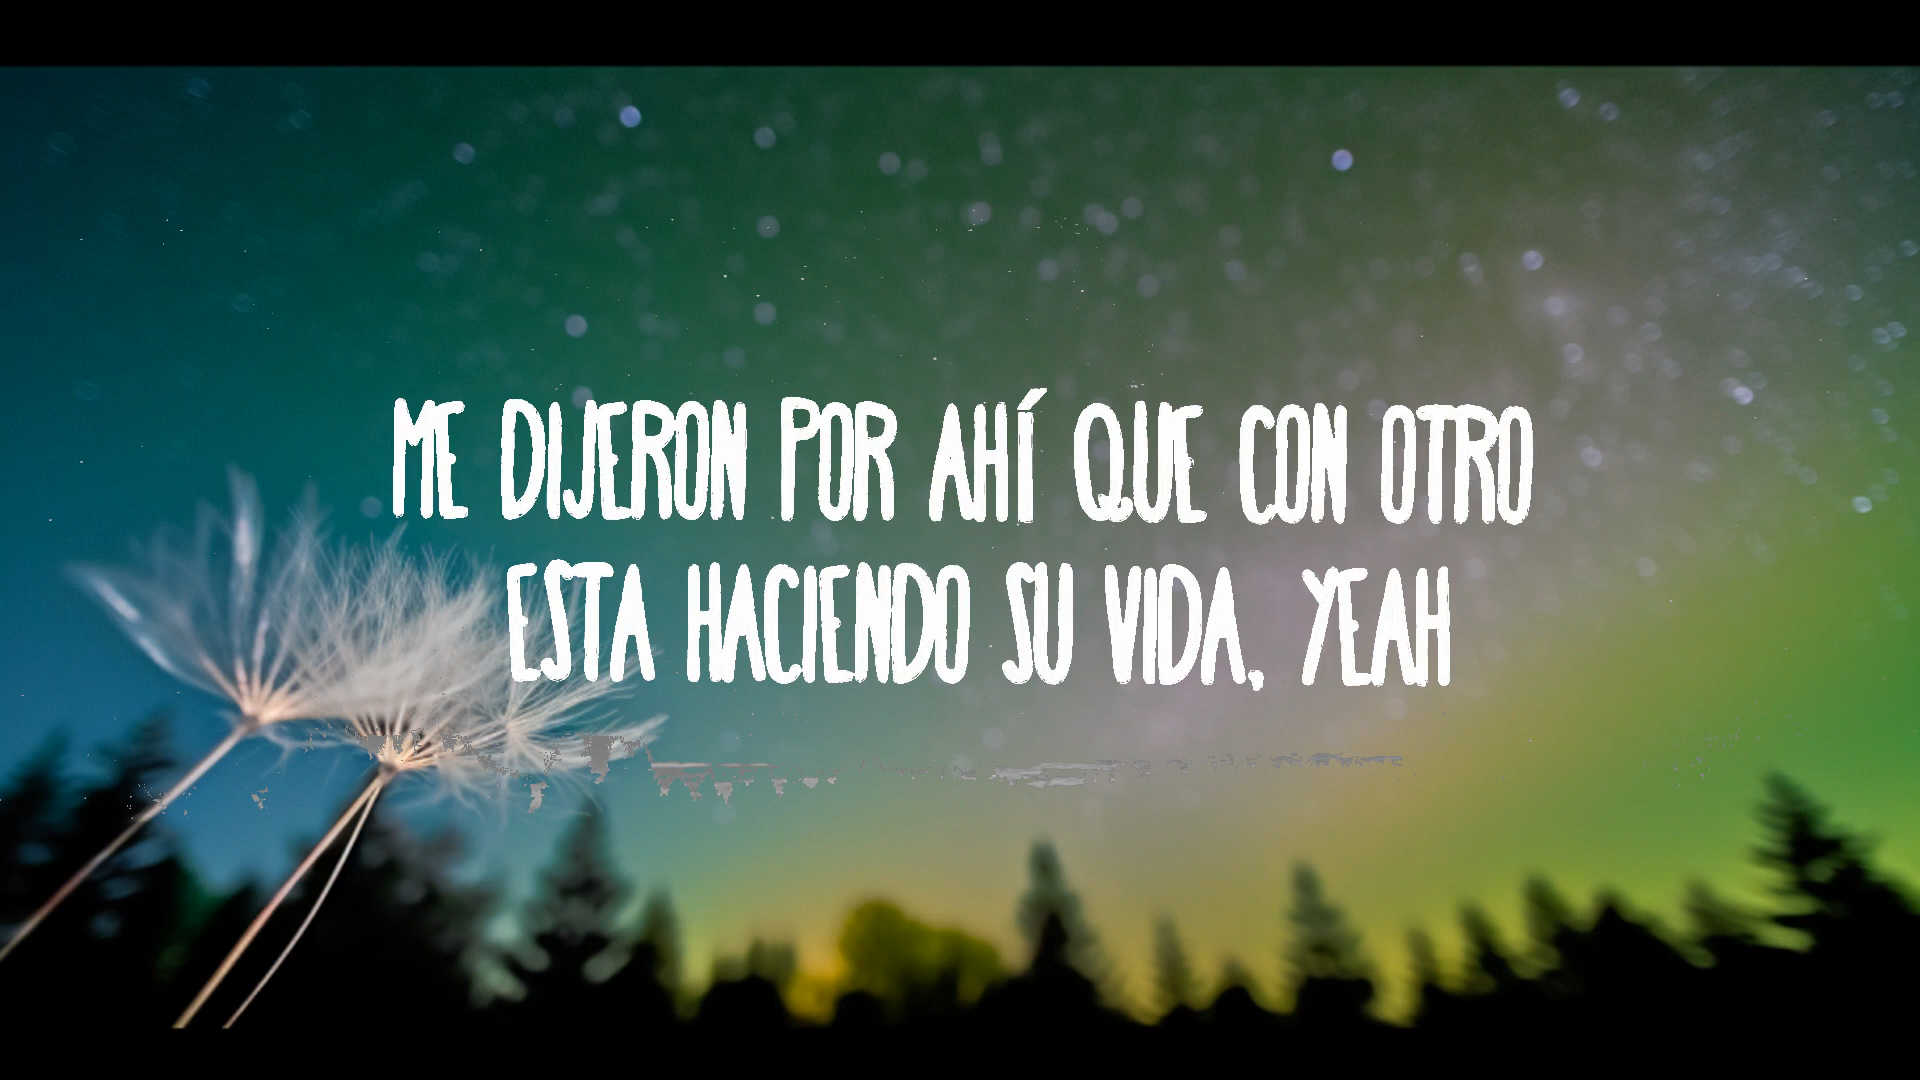 ME DIJERON POR AHÍ QUE CON OTRO
ESTA HACIENDO SU VIDA, YEAH